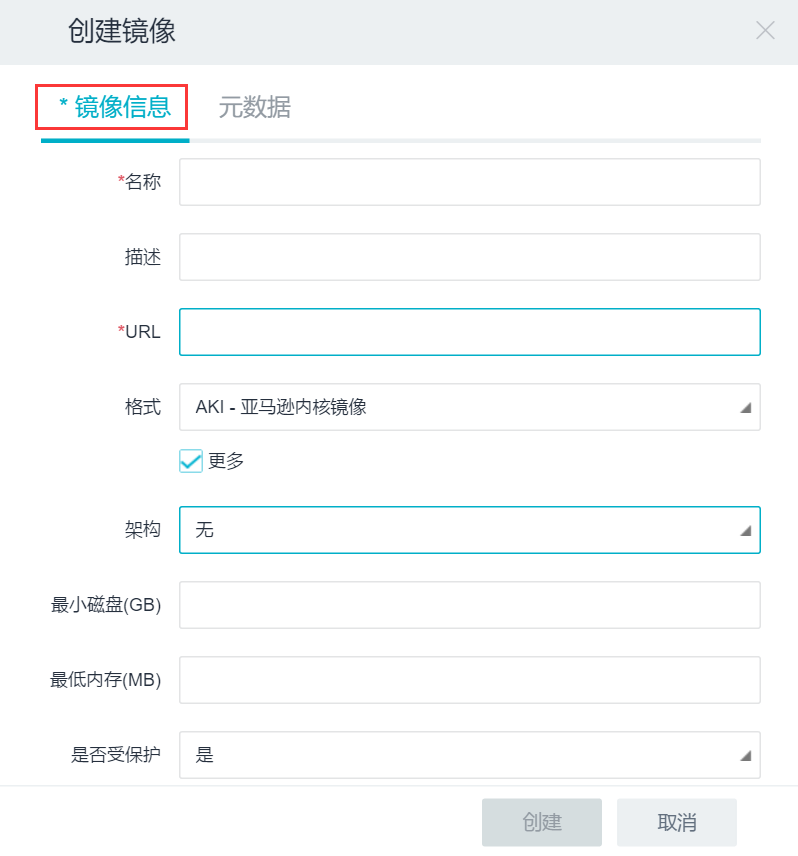 创建镜像
* 镜像信息 元数据
*名称
描述
*URL
格式 AKI - 亚马逊内核镜像
更多
架构 无
最小磁盘(GB)
最低内存(MB)
是否受保护 是
创建 取消